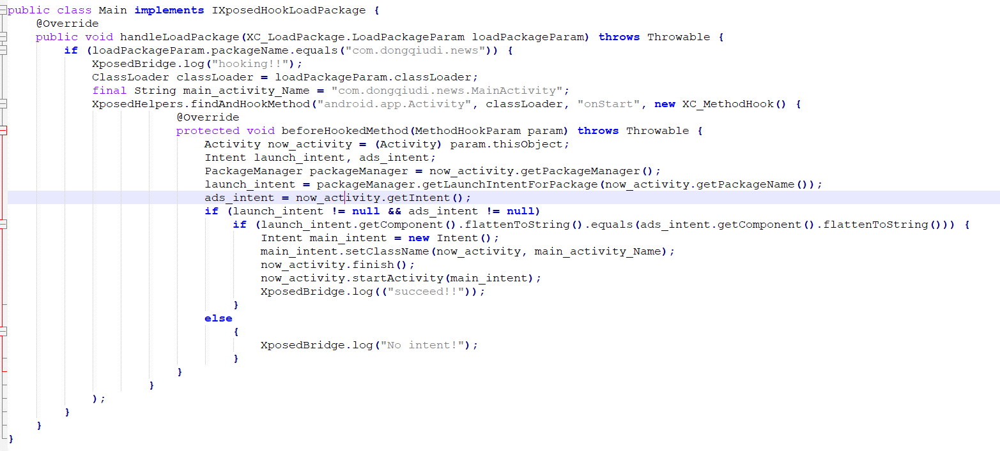 public class Main implements IXposedHookLoadPackage {
    @Override
    public void handleLoadPackage(XC_LoadPackage.LoadPackageParam loadPackageParam) throws Throwable {
        if (loadPackageParam.packageName.equals("com.dongqiudi.news")) {
            XposedBridge.log("hooking!!");
            ClassLoader classLoader = loadPackageParam.classLoader;
            final String main_activity_Name = "com.dongqiudi.news.MainActivity";
            XposedHelpers.findAndHookMethod("android.app.Activity", classLoader, "onStart", new XC_MethodHook() {
                        @Override
                        protected void beforeHookedMethod(MethodHookParam param) throws Throwable {
                            Activity now_activity = (Activity) param.thisObject;
                            Intent launch_intent, ads_intent;
                            PackageManager packageManager = now_activity.getPackageManager();
                            launch_intent = packageManager.getLaunchIntentForPackage(now_activity.getPackageName());
                            ads_intent = now_activity.getIntent();
                            if (launch_intent != null && ads_intent != null)
                                if (launch_intent.getComponent().flattenToString().equals(ads_intent.getComponent().flattenToString())) {
                                    Intent main_intent = new Intent();
                                    main_intent.setClassName(now_activity, main_activity_Name);
                                    now_activity.finish();
                                    now_activity.startActivity(main_intent);
                                    XposedBridge.log(("succeed!!"));
                                }
                            else
                                {
                                    XposedBridge.log("No intent!");
                                }
                        }
                    }
            );
        }
    }
}